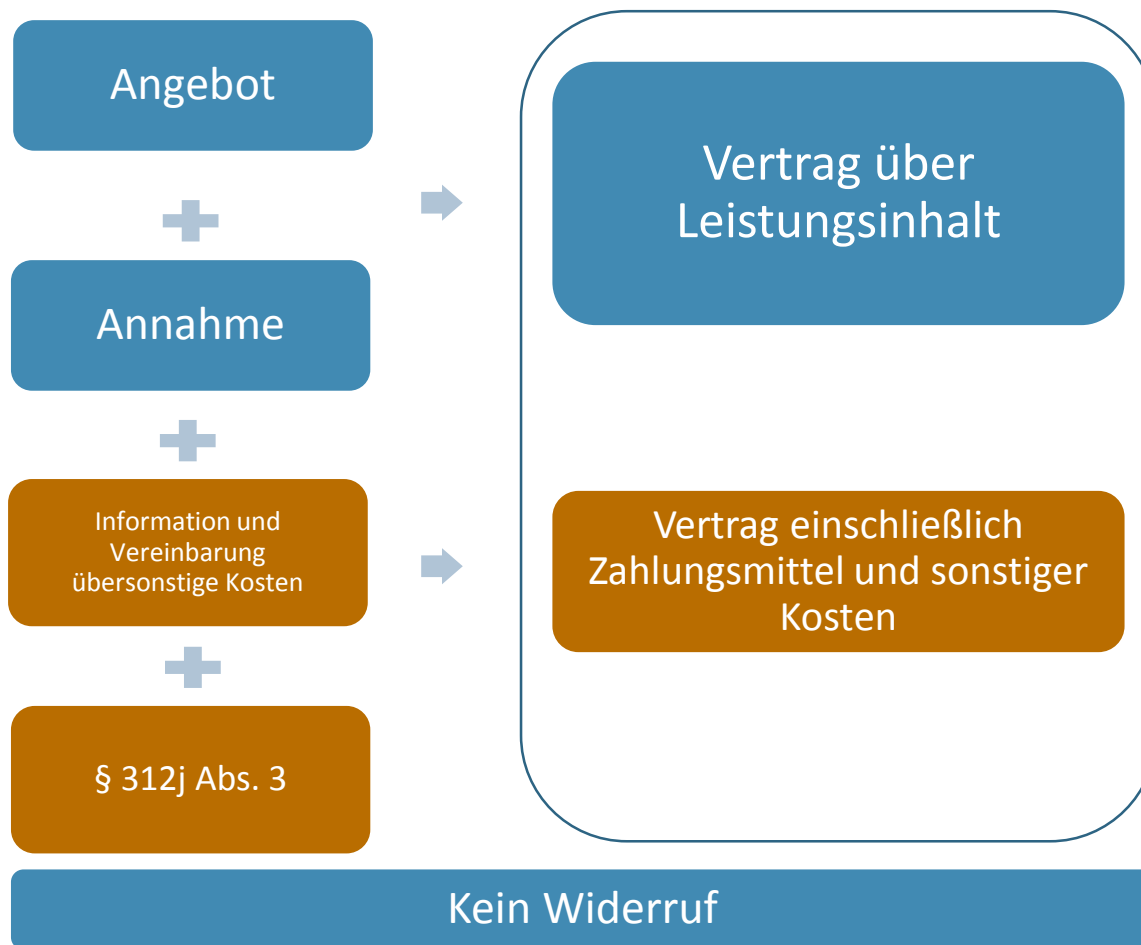 Angebot
Annahme
Information und
Vereinbarung
übersonstige Kosten
§ 312j Abs. 3
Vertrag über
Leistungsinhalt
Vertrag einschließlich
Zahlungsmittel und sonstiger
Kosten
Kein Widerruf